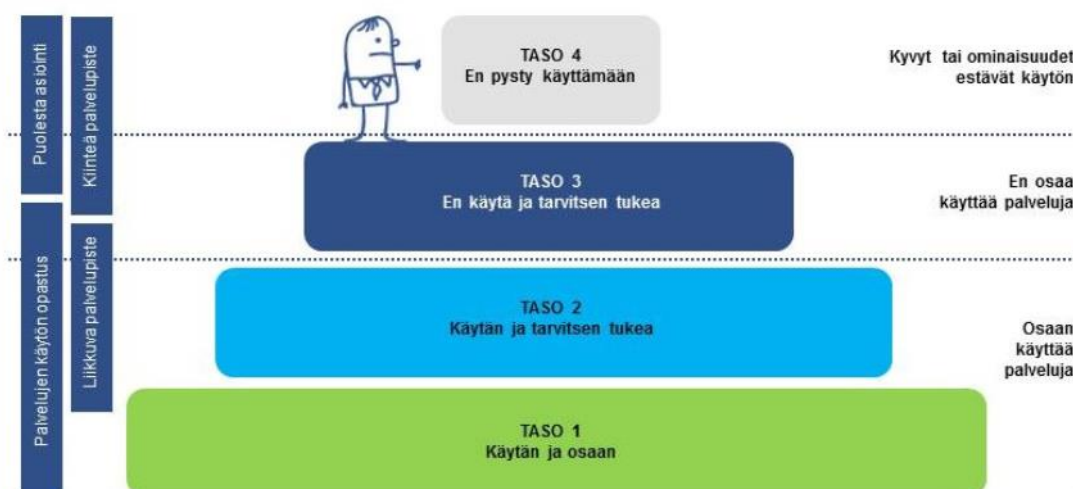 Puolesta asiointi
Kiinteä palvelupiste
Palvelujen käytön opastus
Liikkuva palvelupiste
TASO 4
En pysty käyttämään
Kyvyt tai ominaisuudet
estävät käytön
TASO 3
En käytä ja tarvitsen tukea
En osaa
käyttää palveluja
TASO 2
Käytän ja tarvitsen tukea
Osaan
käyttää
palveluja
TASO 1
Käytän ja osaan